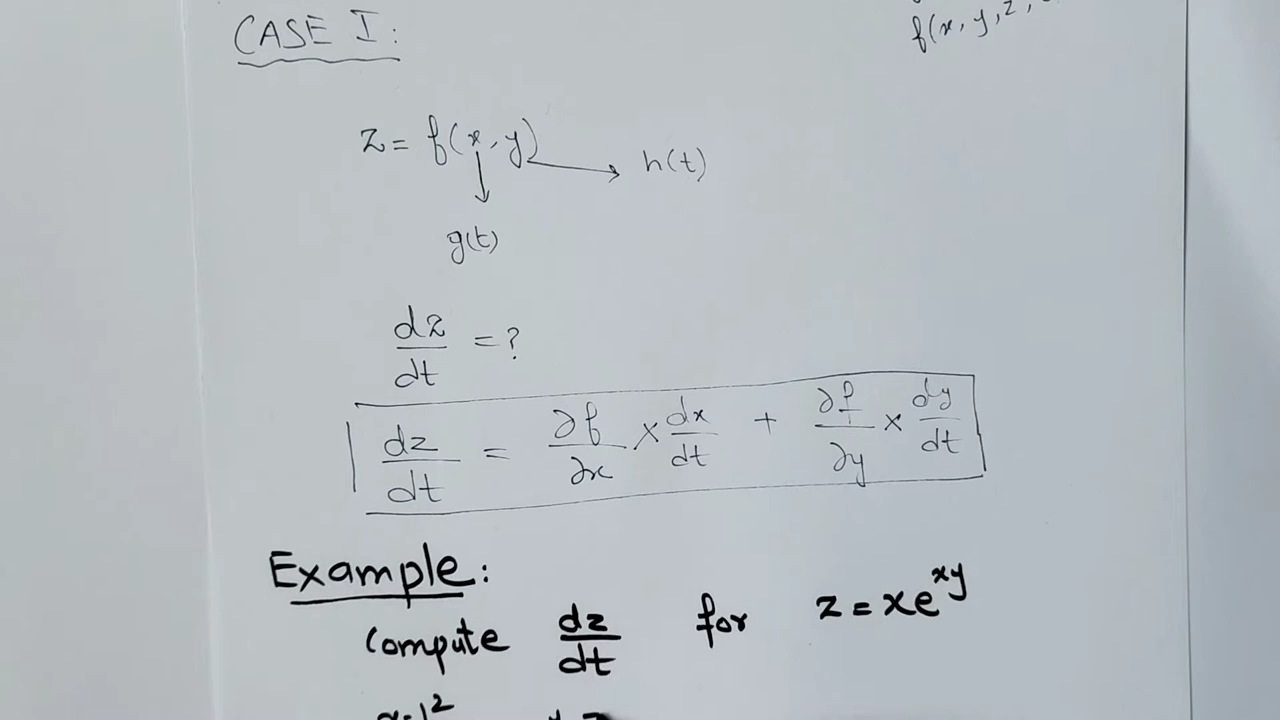 CASE I:
f(x, y, z,
z = f(x, y) → h(t)
↓
g(t)
dz/dt = ?
dz/dt = ∂f/∂x × dx/dt + ∂f/∂y × dy/dt
Example:
Compute dz/dt for z = xe^xy